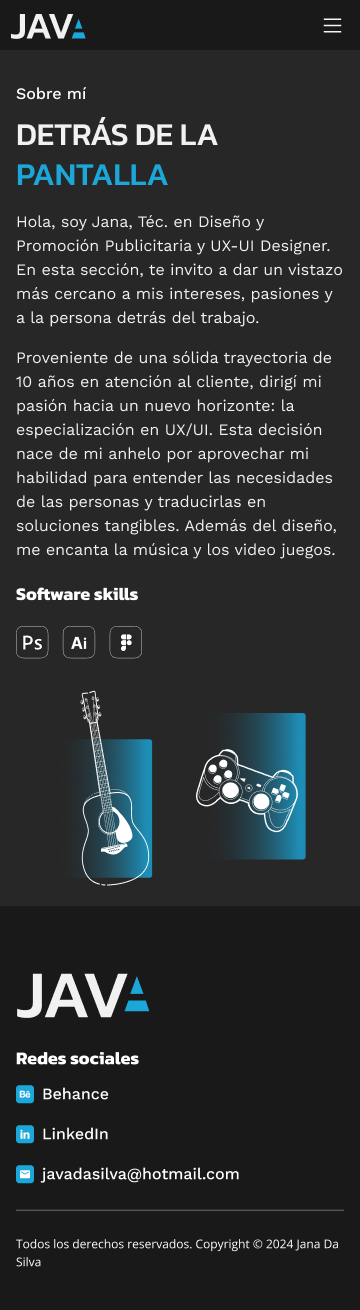 JAVA
Sobre mí
DETRÁS DE LA
PANTALLA
Hola, soy Jana, Téc. en Diseño y
Promoción Publicitaria y UX-UI Designer.
En esta sección, te invito a dar un vistazo
más cercano a mis intereses, pasiones y
a la persona detrás del trabajo.
Proveniente de una sólida trayectoria de
10 años en atención al cliente, dirigí mi
pasión hacia un nuevo horizonte: la
especialización en UX/UI. Esta decisión
nace de mi anhelo por aprovechar mi
habilidad para entender las necesidades
de las personas y traducirlas en
soluciones tangibles. Además del diseño,
me encanta la música y los video juegos.
Software skills
Ps Ai
JAVA
Redes sociales
Bē Behance
in LinkedIn
javadasilva@hotmail.com
Todos los derechos reservados. Copyright © 2024 Jana Da
Silva